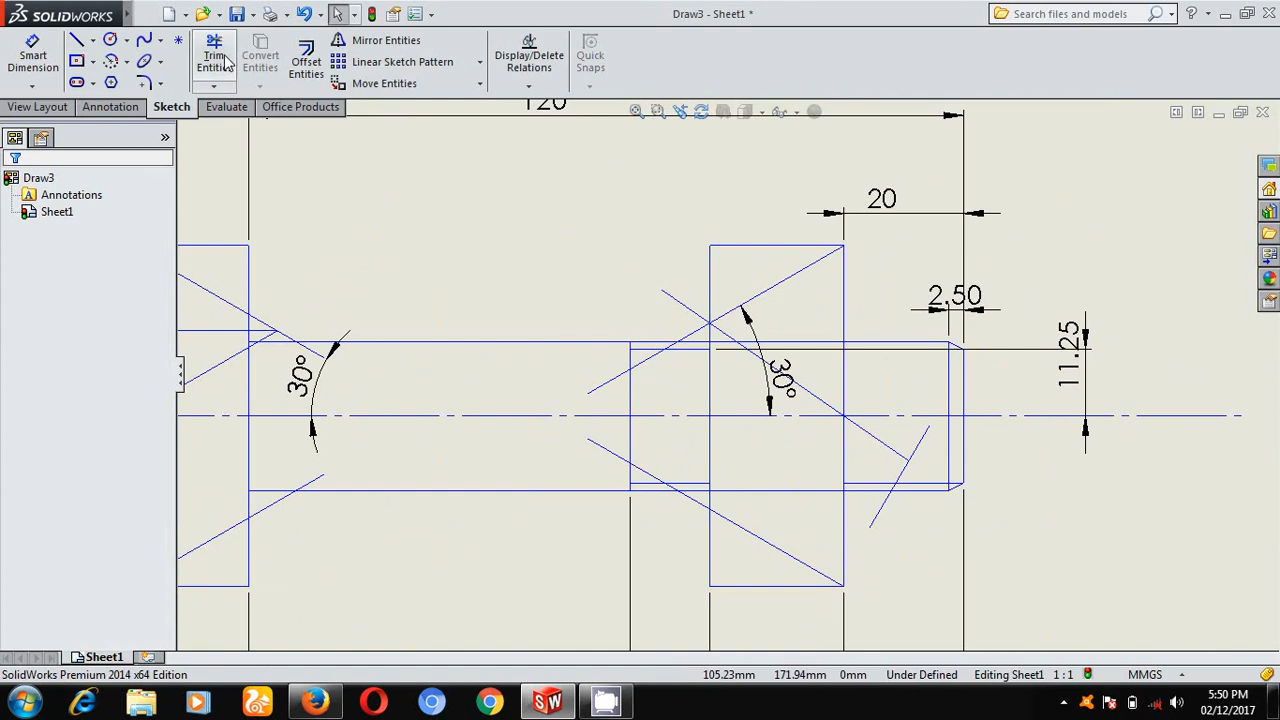 SOLIDWORKS
Draw3 - Sheet1 *
Search files and models
Smart Dimension
Trim Entities
Convert Entities
Offset Entities
Mirror Entities
Linear Sketch Pattern
Move Entities
Display/Delete Relations
Quick Snaps
View Layout
Annotation
Sketch
Evaluate
Office Products
Draw3
Annotations
Sheet1
120
20
2.50
11.25
30°
30°
Sheet1
SolidWorks Premium 2014 x64 Edition
105.23mm
171.94mm
0mm
Under Defined
Editing Sheet1
1 : 1
MMGS
5:50 PM
02/12/2017